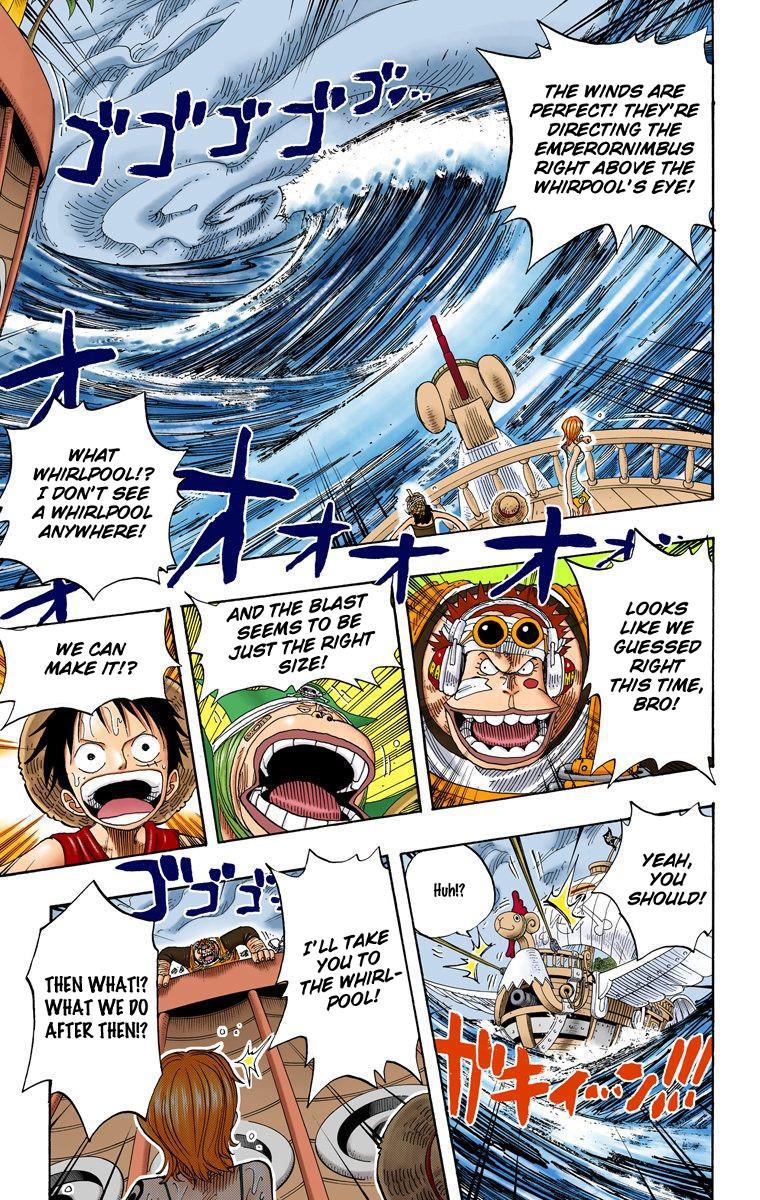 THE WINDS ARE
PERFECT! THEY'RE
DIRECTING THE
EMPERORNIMBUS
RIGHT ABOVE THE
WHIRPOOL'S EYE!
ゴゴゴゴゴ..
WHAT
WHIRLPOOL!?
I DON'T SEE
A WHIRLPOOL
ANYWHERE!
オオオオオオ...
LOOKS
LIKE WE
GUESSED
RIGHT
THIS TIME,
BRO!
AND THE BLAST
SEEMS TO BE
JUST THE RIGHT
SIZE!
WE CAN
MAKE IT!?
YEAH,
YOU
SHOULD!
Huh!?
ガキィ…ン!!!
ゴゴゴゴ
I'LL TAKE
YOU TO
THE WHIRL-
POOL!
THEN WHAT!?
WHAT WE DO
AFTER THEN!?